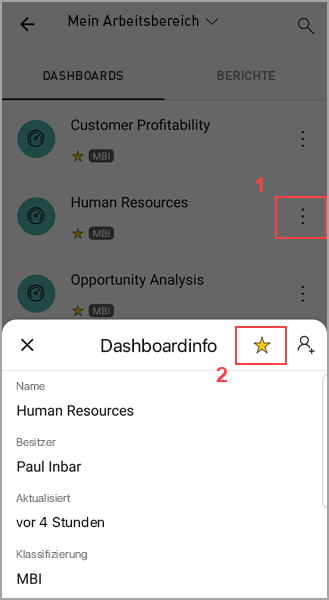 Mein Arbeitsbereich
DASHBOARDS
BERICHTE
Customer Profitability
MBI
1
Human Resources
MBI
Opportunity Analysis
MBI
Dashboardinfo
2
Name
Human Resources
Besitzer
Paul Inbar
Aktualisiert
vor 4 Stunden
Klassifizierung
MBI